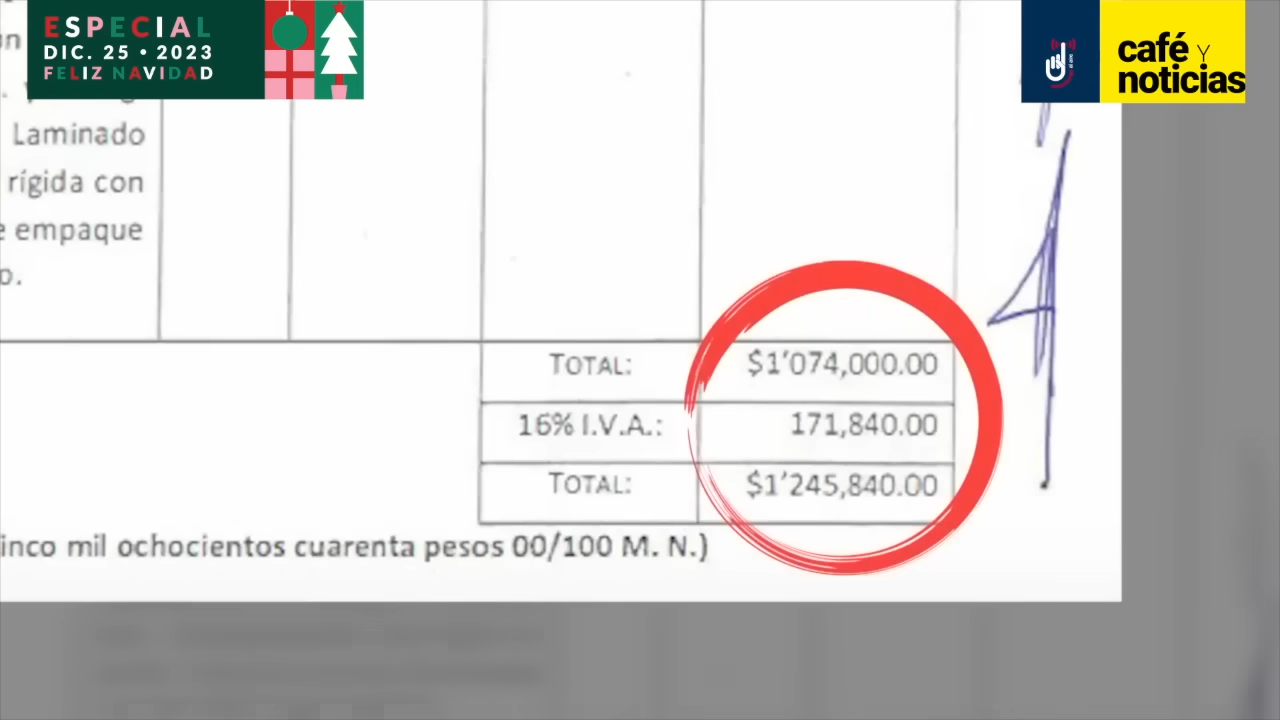 ESPECIAL
DIC. 25 • 2023
FELIZ NAVIDAD
café Y
noticias
Laminado
rígida con
empaque
o.
TOTAL: $1'074,000.00
16% I.V.A.: 171,840.00
TOTAL: $1'245,840.00
inco mil ochocientos cuarenta pesos 00/100 M. N.)